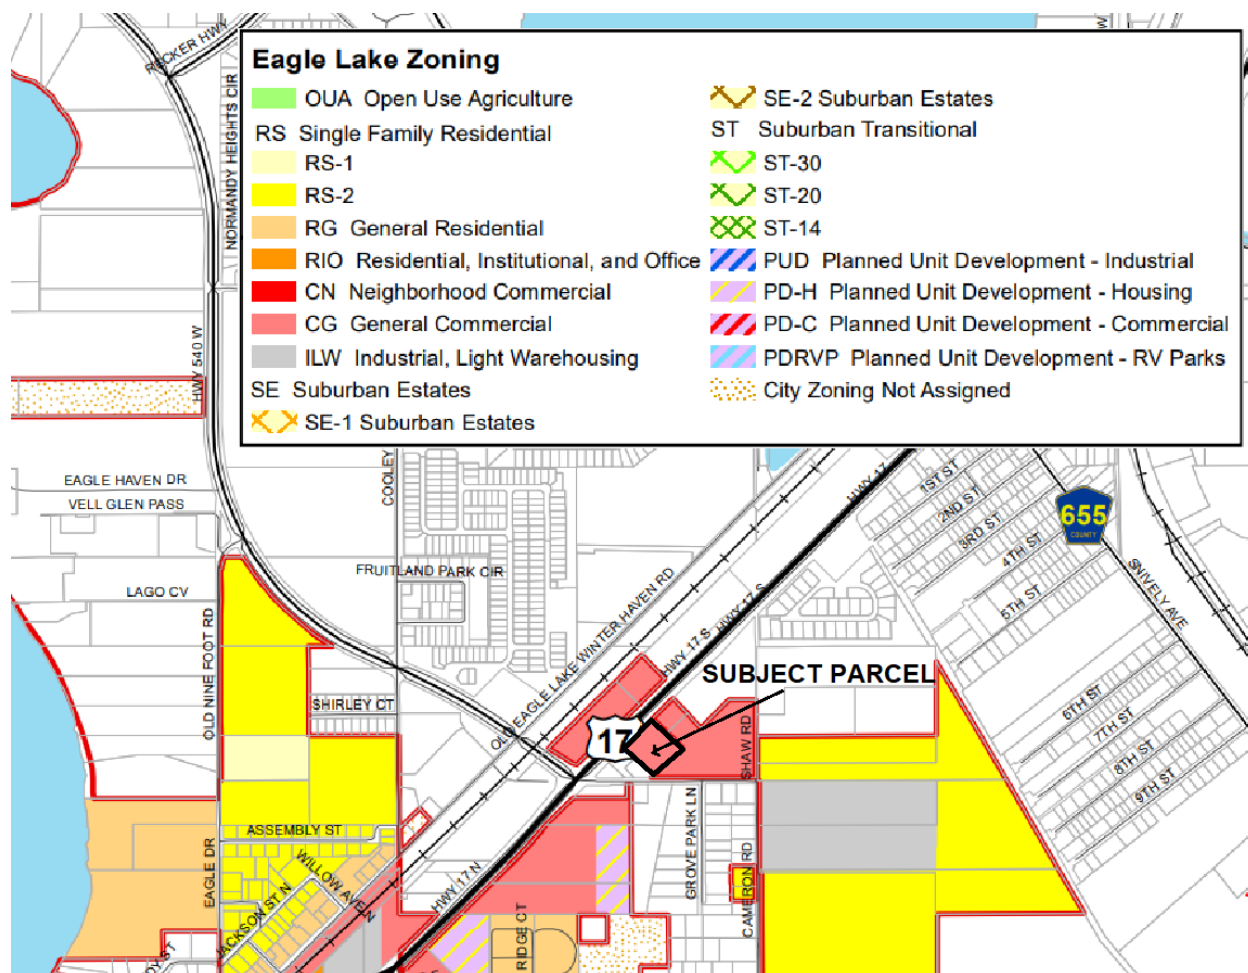 RECKER HWY
W
NORMANDY HEIGHTS CIR
Eagle Lake Zoning
OUA Open Use Agriculture
RS Single Family Residential
RS-1
RS-2
RG General Residential
RIO Residential, Institutional, and Office
CN Neighborhood Commercial
CG General Commercial
ILW Industrial, Light Warehousing
SE Suburban Estates
SE-1 Suburban Estates
SE-2 Suburban Estates
ST Suburban Transitional
ST-30
ST-20
ST-14
PUD Planned Unit Development - Industrial
PD-H Planned Unit Development - Housing
PD-C Planned Unit Development - Commercial
PDRVP Planned Unit Development - RV Parks
City Zoning Not Assigned
HWY 540 W
COOLEY
EAGLE HAVEN DR
VELL GLEN PASS
HWY 17
1ST ST
2ND ST
3RD ST
4TH ST
5TH ST
655
COUNTY
SNIVELY AVE
LAGO CV
FRUITLAND PARK CIR
OLD NINE FOOT RD
OLD EAGLE LAKE WINTER HAVEN RD
HWY 17 S
HWY 17 S
SUBJECT PARCEL
SHIRLEY CT
17
SHAW RD
6TH ST
7TH ST
8TH ST
9TH ST
ASSEMBLY ST
EAGLE DR
WILLOW AVE N
JACKSON ST N
HWY 17 N
GROVE PARK LN
CAMERON RD
RIDGE CT
ST